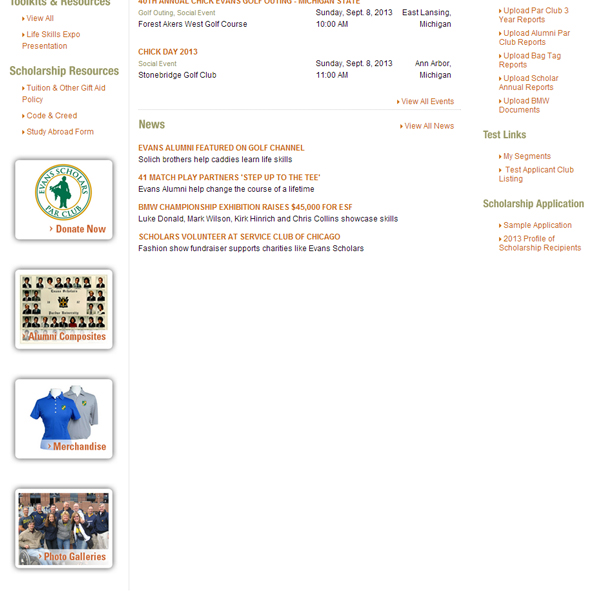 Toolkits & Resources
View All
Life Skills Expo
Presentation
Scholarship Resources
Tuition & Other Gift Aid
Policy
Code & Creed
Study Abroad Form
EVANS SCHOLARS
PAR CLUB
› Donate Now
Evans Scholars
Purdue University
› Alumni Composites
› Merchandise
› Photo Galleries
40TH ANNUAL CHICK EVANS GOLF OUTING - MICHIGAN STATE
Golf Outing, Social Event
Sunday, Sept. 8, 2013 East Lansing,
Forest Akers West Golf Course 10:00 AM Michigan
CHICK DAY 2013
Social Event
Sunday, Sept. 8, 2013 Ann Arbor,
Stonebridge Golf Club 11:00 AM Michigan
View All Events
News
View All News
EVANS ALUMNI FEATURED ON GOLF CHANNEL
Solich brothers help caddies learn life skills
41 MATCH PLAY PARTNERS 'STEP UP TO THE TEE'
Evans Alumni help change the course of a lifetime
BMW CHAMPIONSHIP EXHIBITION RAISES $45,000 FOR ESF
Luke Donald, Mark Wilson, Kirk Hinrich and Chris Collins showcase skills
SCHOLARS VOLUNTEER AT SERVICE CLUB OF CHICAGO
Fashion show fundraiser supports charities like Evans Scholars
Upload Par Club 3
Year Reports
Upload Alumni Par
Club Reports
Upload Bag Tag
Reports
Upload Scholar
Annual Reports
Upload BMW
Documents
Test Links
My Segments
Test Applicant Club
Listing
Scholarship Application
Sample Application
2013 Profile of
Scholarship Recipients